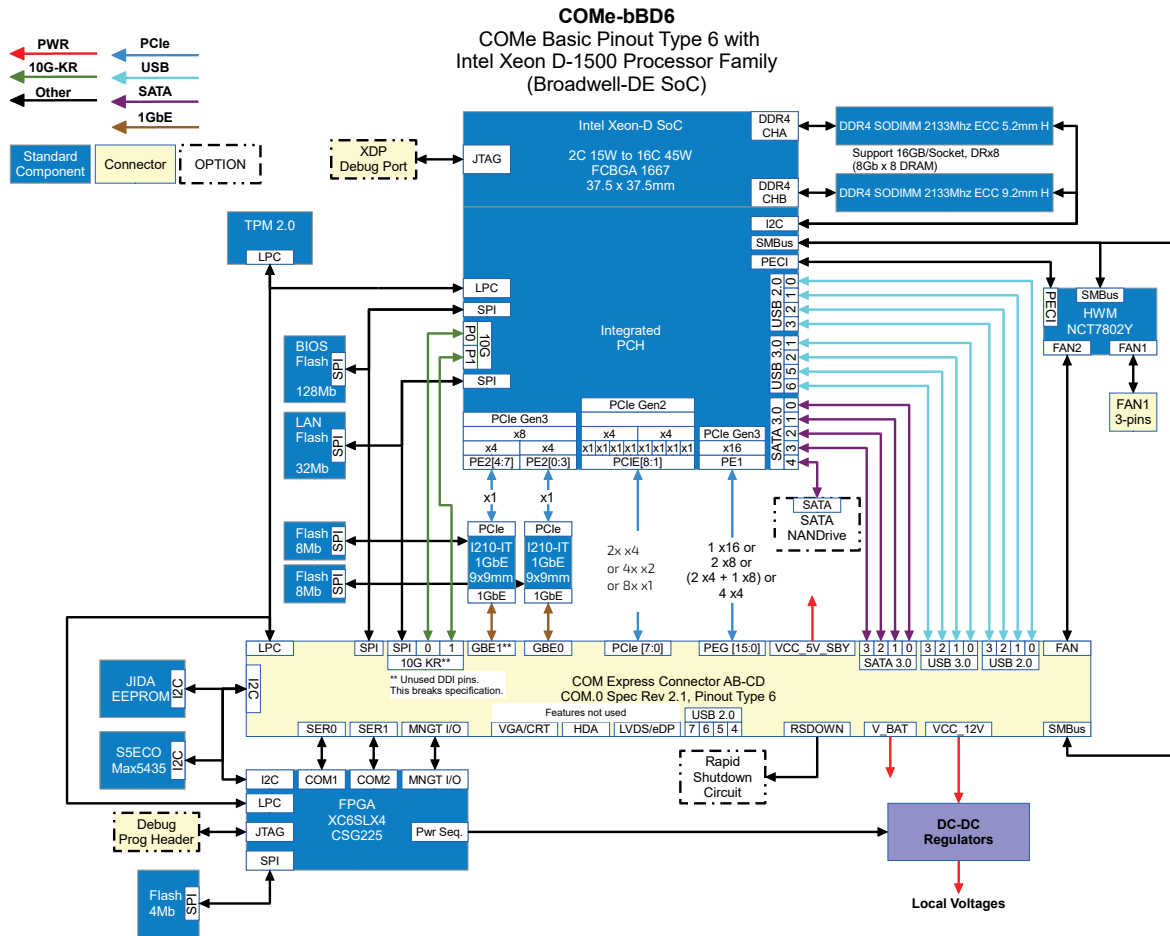 COMe-bBD6
COMe Basic Pinout Type 6 with
Intel Xeon D-1500 Processor Family
(Broadwell-DE SoC)
PWR
PCIe
10G-KR
USB
Other
SATA
1GbE
Standard
Component
Connector
OPTION
XDP
Debug Port
JTAG
Intel Xeon-D SoC
2C 15W to 16C 45W
FCBGA 1667
37.5 x 37.5mm
DDR4
CHA
DDR4
CHB
DDR4 SODIMM 2133Mhz ECC 5.2mm H
Support 16GB/Socket, DRx8
(8Gb x 8 DRAM)
DDR4 SODIMM 2133Mhz ECC 9.2mm H
I2C
SMBus
PECI
TPM 2.0
LPC
LPC
SPI
P0 P1
10G
SPI
Integrated
PCH
USB 2.0
0
1
2
3
USB 3.0
1
2
5
6
SATA 3.0
0
1
2
3
4
PECI
SMBus
HWM
NCT7802Y
FAN2
FAN1
FAN1
3-pins
BIOS
Flash
128Mb
SPI
LAN
Flash
32Mb
SPI
PCIe Gen3
x8
x4 x4
PE2[4:7] PE2[0:3]
PCIe Gen2
x4 x4
x1 x1 x1 x1 x1 x1 x1 x1
PCIE[8:1]
PCIe Gen3
x16
PE1
x1
x1
SATA
SATA
NANDrive
Flash
8Mb
SPI
Flash
8Mb
SPI
PCIe
I210-IT
1GbE
9x9mm
1GbE
PCIe
I210-IT
1GbE
9x9mm
1GbE
2x x4
or 4x x2
or 8x x1
1 x16 or
2 x8 or
(2 x4 + 1 x8) or
4 x4
LPC
SPI
SPI
0
1
10G KR**
GBE1**
GBE0
PCIe [7:0]
PEG [15:0]
VCC_5V_SBY
3 2 1 0
SATA 3.0
3 2 1 0
USB 3.0
3 2 1 0
USB 2.0
FAN
** Unused DDI pins.
This breaks specification.
COM Express Connector AB-CD
COM.0 Spec Rev 2.1, Pinout Type 6
I2C
JIDA
EEPROM
I2C
S5ECO
Max5435
I2C
Features not used
SER0
SER1
MNGT I/O
VGA/CRT
HDA
LVDS/eDP
USB 2.0
7 6 5 4
RSDOWN
V_BAT
VCC_12V
SMBus
Rapid
Shutdown
Circuit
I2C
COM1
COM2
MNGT I/O
LPC
FPGA
XC6SLX4
CSG225
JTAG
Pwr Seq.
SPI
Debug
Prog Header
DC-DC
Regulators
Flash
4Mb
SPI
Local Voltages